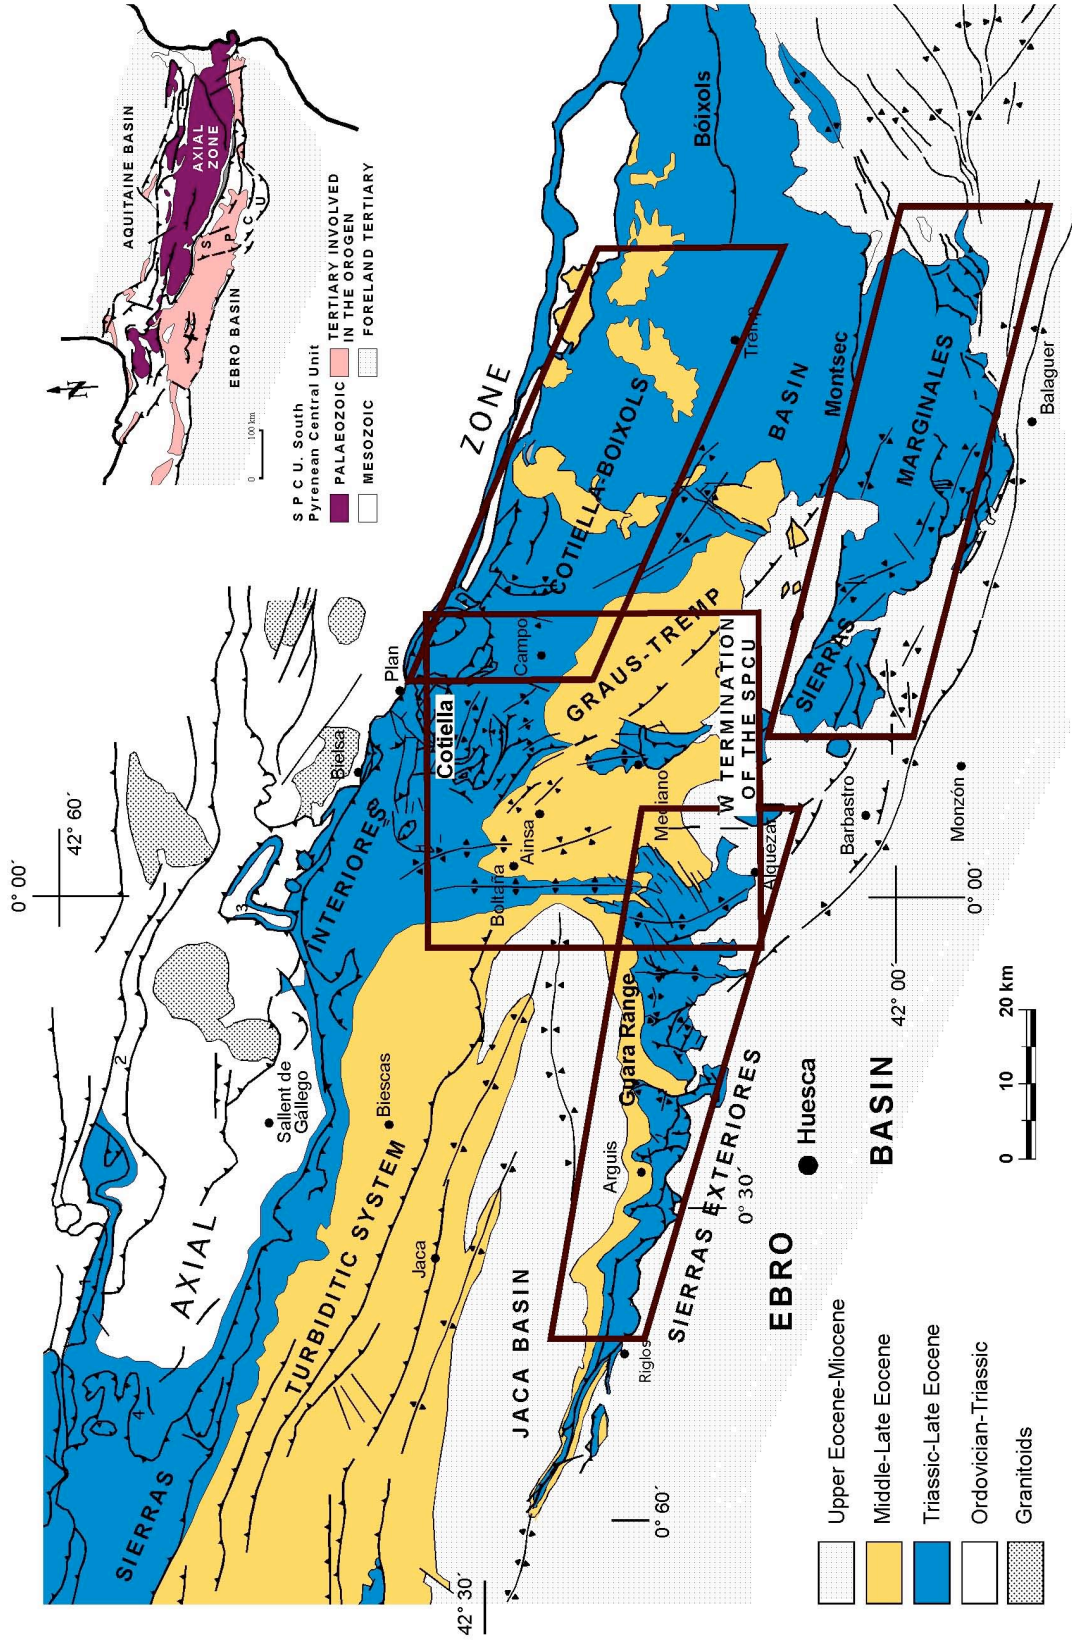 AQUITAINE BASIN
AXIAL
ZONE
S
P
C
U
EBRO BASIN
N
0
100 km
S P C U. South
Pyrenean Central Unit
PALAEOZOIC
MESOZOIC
TERTIARY INVOLVED
IN THE OROGEN
FORELAND TERTIARY
0° 00´
42° 60´
3
2
1
4
Bielsa
Plan
Sallent de
Gállego
Biescas
AXIAL
ZONE
SIERRAS
INTERIORES
TURBIDITIC SYSTEM
Jaca
JACA BASIN
Cotiella
Campo
COTIELLA-BOIXOLS
Bóixols
Tremp
BASIN
GRAUS-TREMP
Montsec
Boltaña
Ainsa
Mediano
W TERMINATION
OF THE SPCU
Guara Range
Arguis
Alquezar
Riglos
SIERRAS EXTERIORES
SIERRAS
MARGINALES
Balaguer
Barbastro
Monzón
Huesca
EBRO
BASIN
42° 30´
0° 60´
0° 30´
42° 00´
0° 00´
0
10
20 km
Upper Eocene-Miocene
Middle-Late Eocene
Triassic-Late Eocene
Ordovician-Triassic
Granitoids